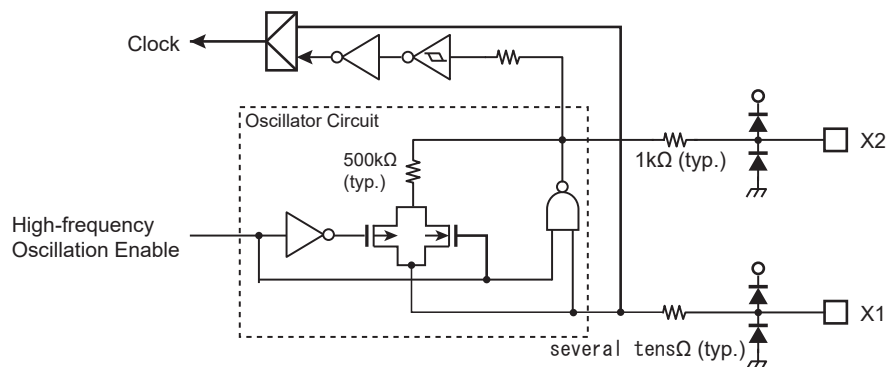 Clock
Oscillator Circuit
500kΩ
(typ.)
1kΩ (typ.)
X2
High-frequency
Oscillation Enable
X1
several tensΩ (typ.)